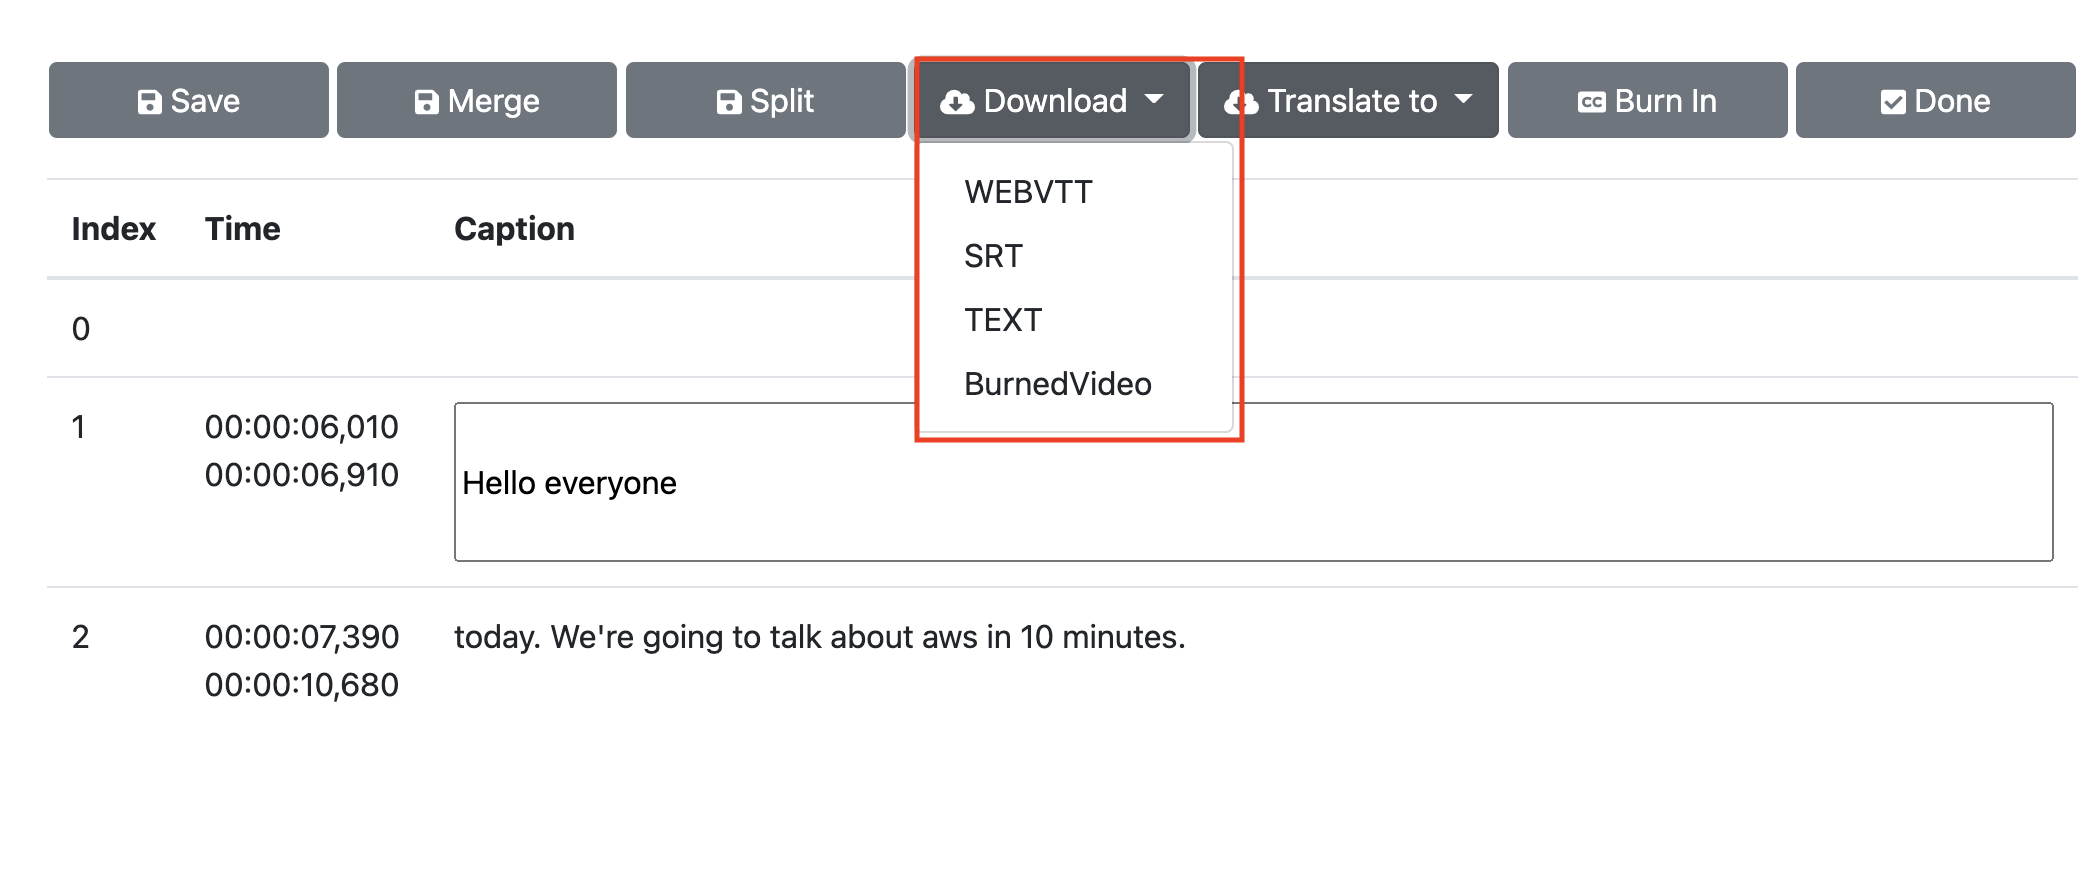 Save Merge Split Download Translate to Burn In Done
WEBVTT
SRT
TEXT
BurnedVideo
Index Time Caption
0
1 00:00:06,010
00:00:06,910
Hello everyone
2 00:00:07,390 today. We're going to talk about aws in 10 minutes.
00:00:10,680